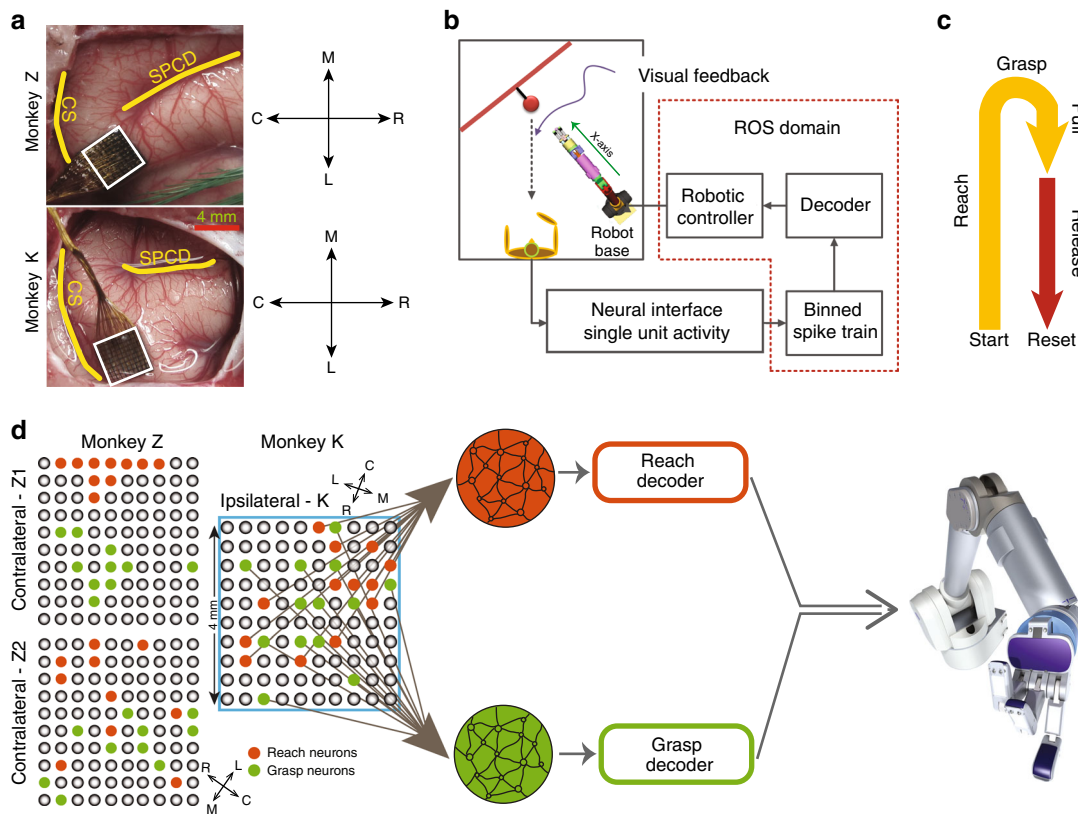 a
Monkey Z
CS
SPCD
M
C
R
L
Monkey K
4 mm
CS
SPCD
M
C
R
L
b
Visual feedback
X-axis
Robot
base
ROS domain
Robotic
controller
Decoder
Neural interface
single unit activity
Binned
spike train
c
Grasp
Reach
Pull
Release
Start
Reset
d
Monkey Z
Monkey K
Contralateral - Z1
Contralateral - Z2
Ipsilateral - K
C
L
M
R
4 mm
R
L
M
C
Reach neurons
Grasp neurons
Reach
decoder
Grasp
decoder